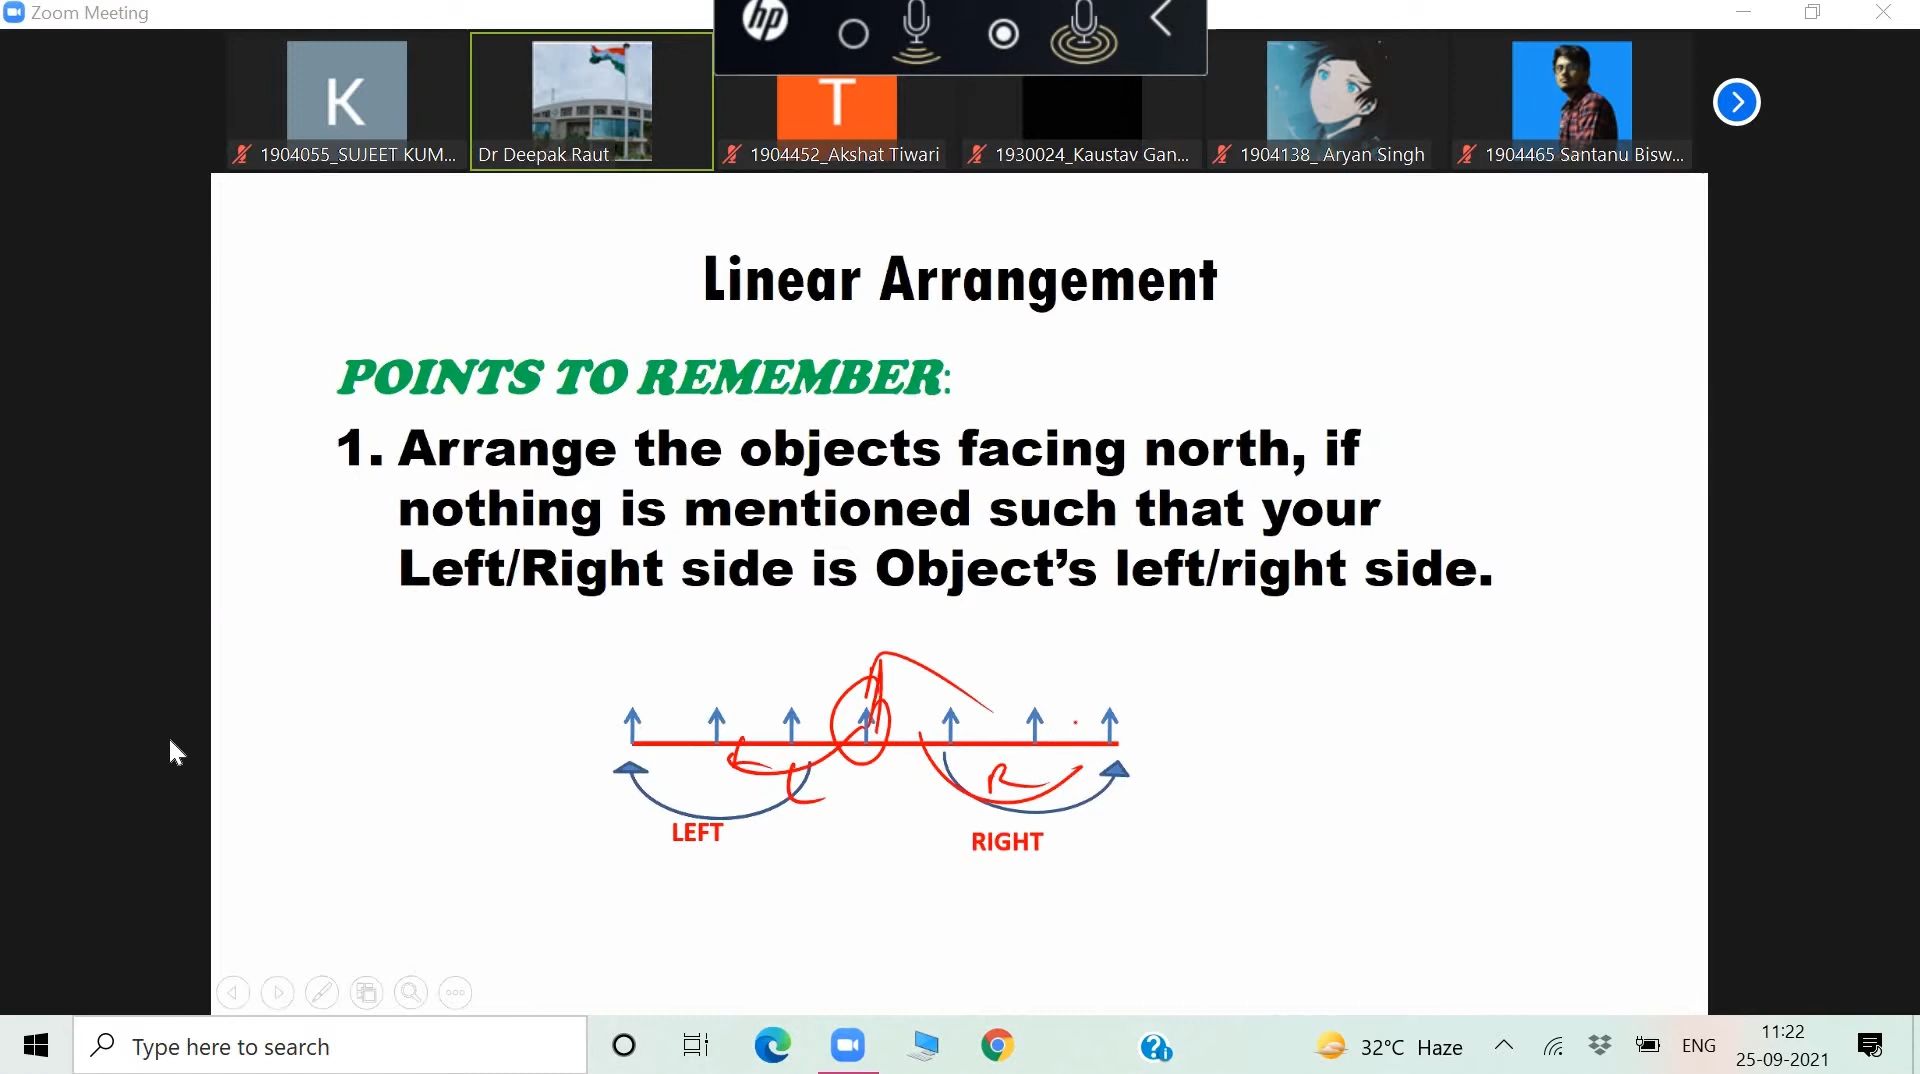 Zoom Meeting
hp
K
T
1904055_SUJEET KUM...
Dr Deepak Raut
1904452_Akshat Tiwari
1930024_Kaustav Gan...
1904138_ Aryan Singh
1904465 Santanu Bisw...
Linear Arrangement
POINTS TO REMEMBER:
1. Arrange the objects facing north, if
nothing is mentioned such that your
Left/Right side is Object’s left/right side.
L
R
LEFT
RIGHT
Type here to search
32°C Haze
ENG
11:22
25-09-2021